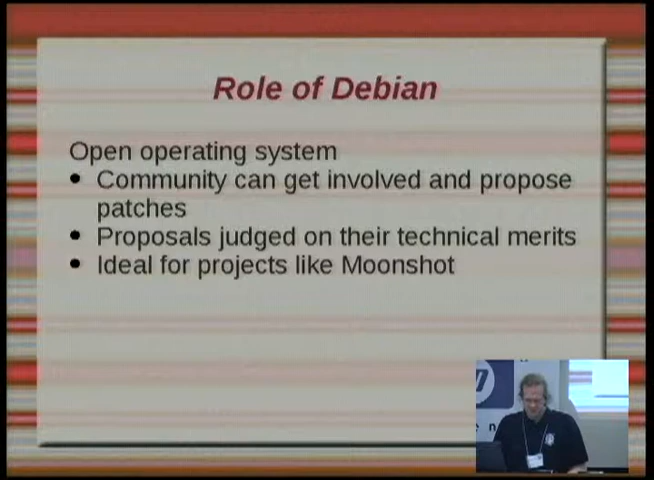 Role of Debian
Open operating system
• Community can get involved and propose
patches
• Proposals judged on their technical merits
• Ideal for projects like Moonshot
e n